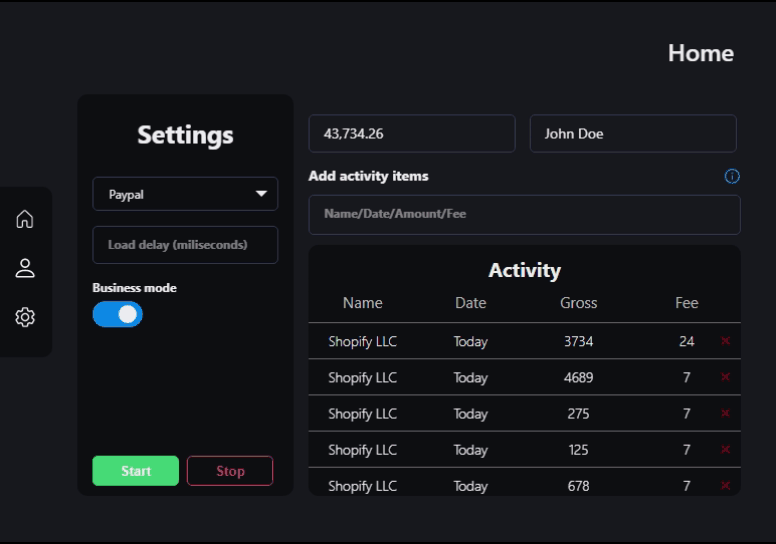 Home
Settings
Paypal
Load delay (miliseconds)
Business mode
Start
Stop
43,734.26
John Doe
Add activity items
Name/Date/Amount/Fee
Activity
Name Date Gross Fee
Shopify LLC Today 3734 24
Shopify LLC Today 4689 7
Shopify LLC Today 275 7
Shopify LLC Today 125 7
Shopify LLC Today 678 7